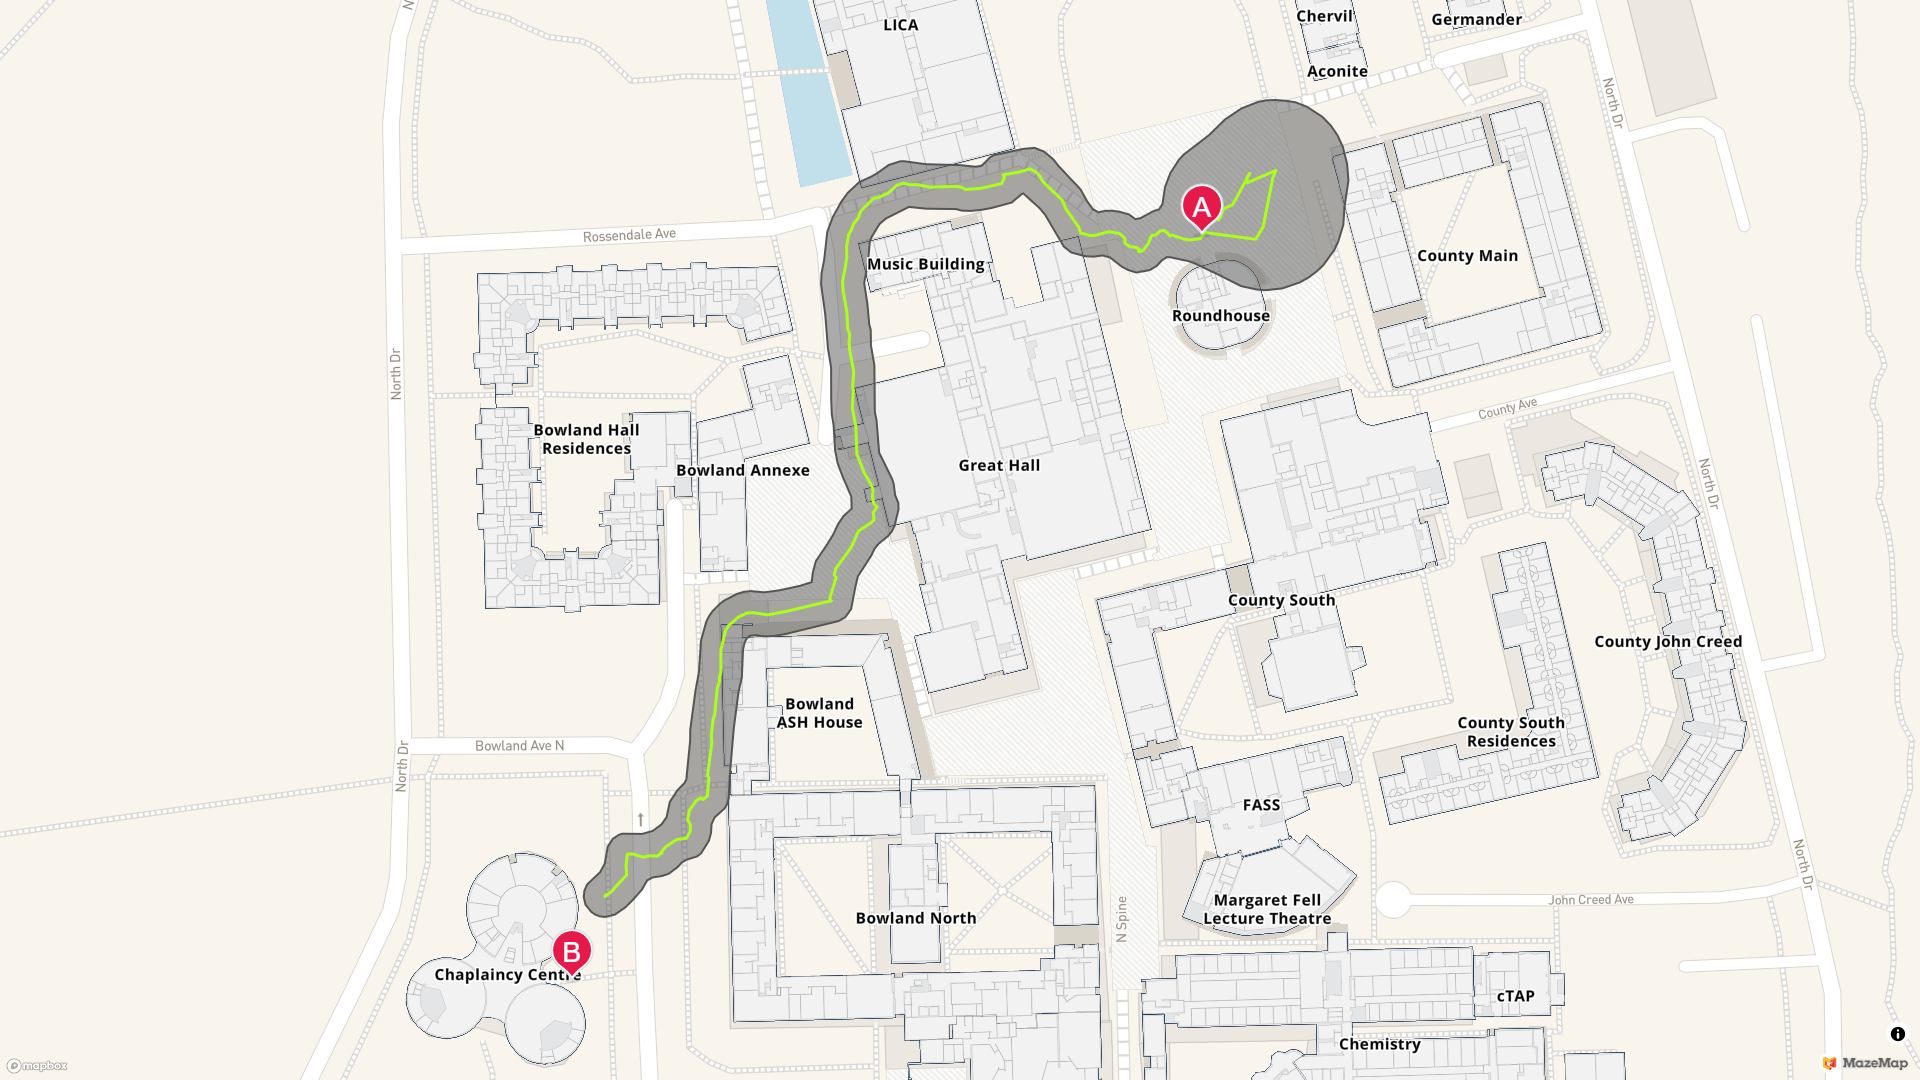 LICA
Chervil
Germander
Aconite
North Dr
A
Rossendale Ave
Music Building
County Main
Roundhouse
North Dr
County Ave
Bowland Hall
Residences
Bowland Annexe
Great Hall
North Dr
County South
County John Creed
Bowland
ASH House
County South
Residences
Bowland Ave N
North Dr
FASS
Margaret Fell
Lecture Theatre
John Creed Ave
North Dr
Bowland North
N Spine
B
Chaplaincy Centre
cTAP
Chemistry
mapbox
MazeMap